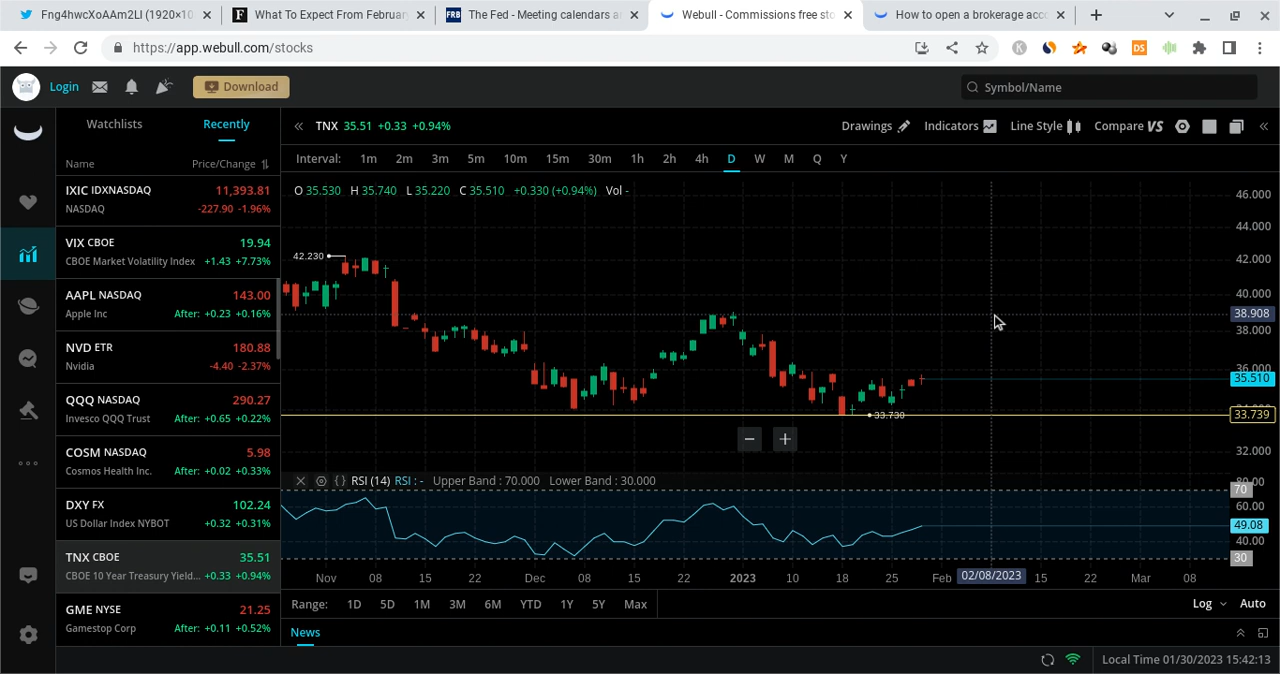 Fng4hwcXoAAm2LI (1920×10
What To Expect From Februar
The Fed - Meeting calendars a
Webull - Commissions free sto
How to open a brokerage acco
https://app.webull.com/stocks
Login
Download
Symbol/Name
Watchlists
Recently
Name
Price/Change
IXIC IDXNASDAQ 11,393.81
NASDAQ -227.90 -1.96%
VIX CBOE 19.94
CBOE Market Volatility Index +1.43 +7.73%
AAPL NASDAQ 143.00
Apple Inc After: +0.23 +0.16%
NVD ETR 180.88
Nvidia -4.40 -2.37%
QQQ NASDAQ 290.27
Invesco QQQ Trust After: +0.65 +0.22%
COSM NASDAQ 5.98
Cosmos Health Inc. After: +0.02 +0.33%
DXY FX 102.24
US Dollar Index NYBOT +0.32 +0.31%
TNX CBOE 35.51
CBOE 10 Year Treasury Yield... +0.33 +0.94%
GME NYSE 21.25
Gamestop Corp After: +0.11 +0.52%
TNX 35.51 +0.33 +0.94%
Drawings
Indicators
Line Style
Compare VS
Interval: 1m 2m 3m 5m 10m 15m 30m 1h 2h 4h D W M Q Y
O 35.530 H 35.740 L 35.220 C 35.510 +0.330 (+0.94%) Vol -
46.000
44.000
42.230
42.000
40.000
38.908
38.000
36.000
35.510
33.730
33.739
32.000
RSI (14) RSI : - Upper Band : 70.000 Lower Band : 30.000
70
60.00
49.08
40.00
30
Nov 08 15 22 Dec 08 15 22 2023 10 18 25 Feb 02/08/2023 15 22 Mar 08
Range: 1D 5D 1M 3M 6M YTD 1Y 5Y Max
Log
Auto
News
Local Time 01/30/2023 15:42:13